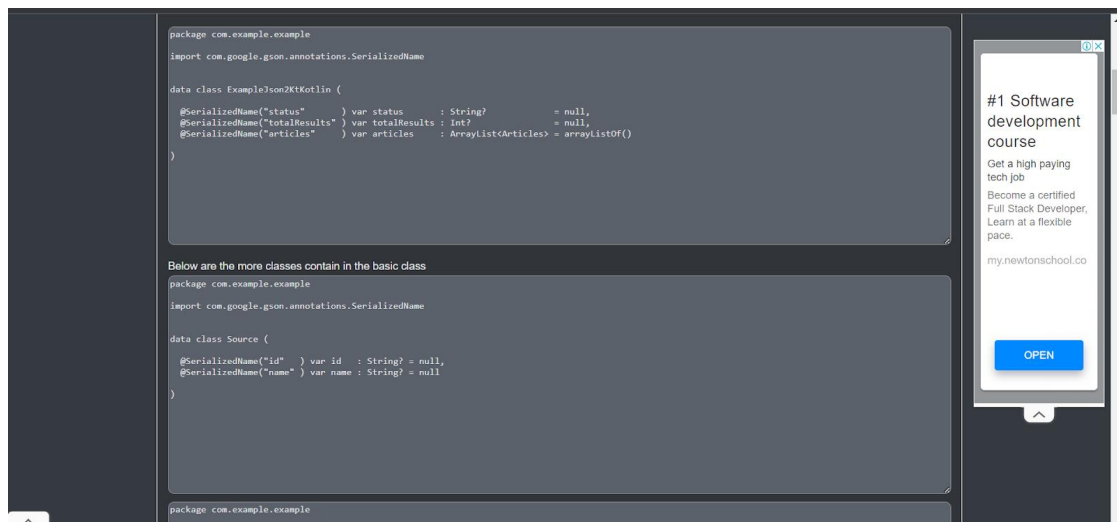 package com.example.example
import com.google.gson.annotations.SerializedName
data class ExampleJson2KtKotlin (
@SerializedName("status"       ) var status       : String?             = null,
@SerializedName("totalResults" ) var totalResults : Int?                = null,
@SerializedName("articles"     ) var articles     : ArrayList<Articles> = arrayListOf()
)
Below are the more classes contain in the basic class
package com.example.example
import com.google.gson.annotations.SerializedName
data class Source (
@SerializedName("id"   ) var id   : String? = null,
@SerializedName("name" ) var name : String? = null
)
package com.example.example
#1 Software
development
course
Get a high paying
tech job
Become a certified
Full Stack Developer,
Learn at a flexible
pace.
my.newtonschool.co
OPEN